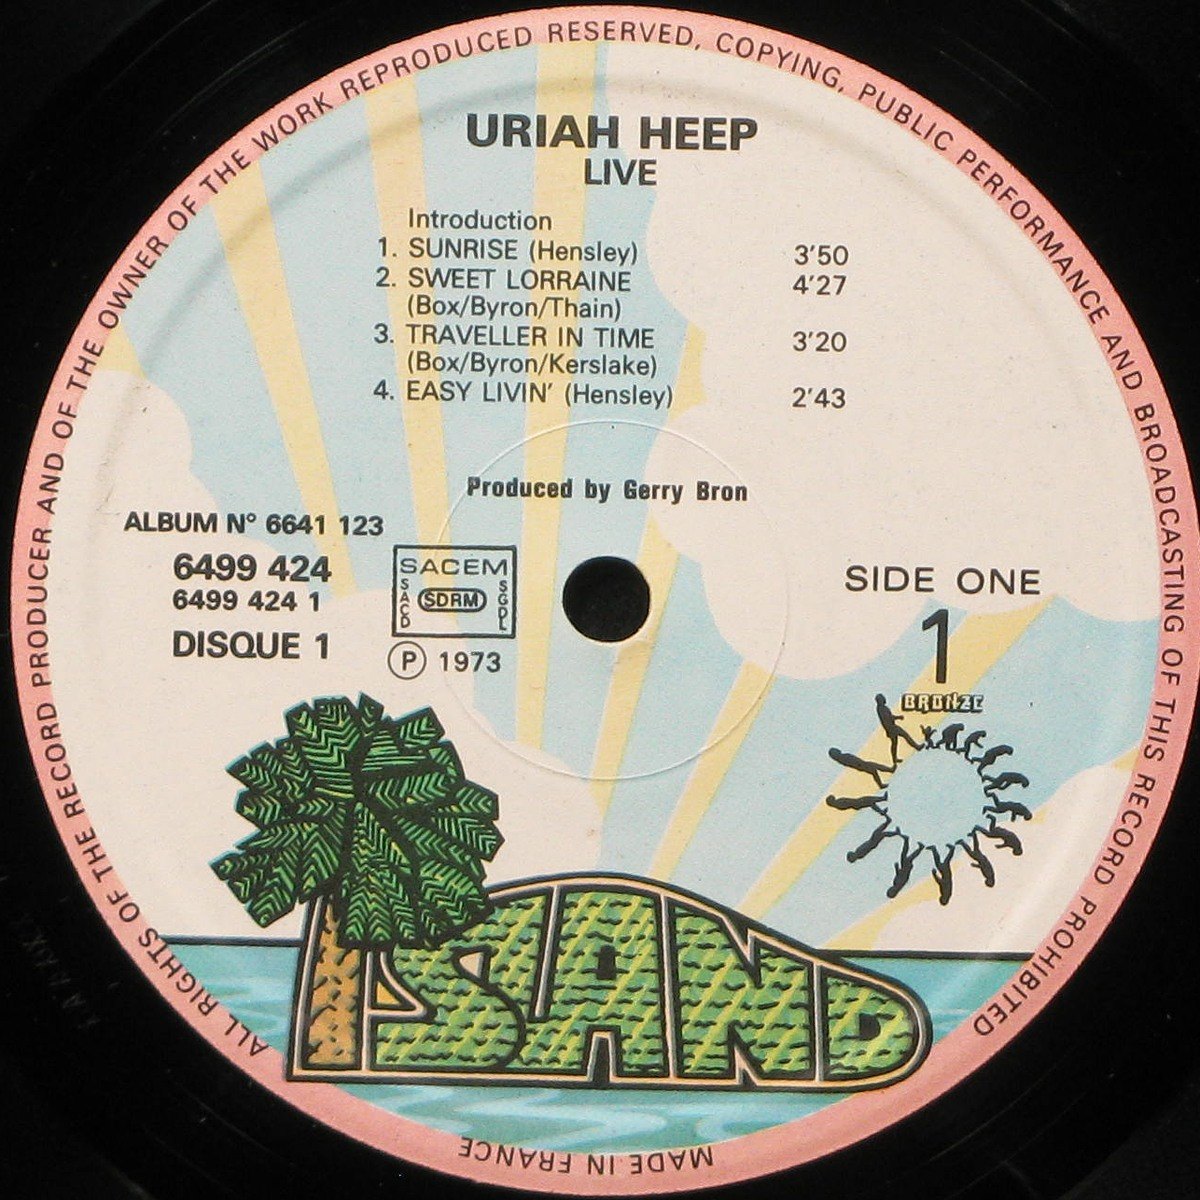 ALL RIGHTS OF THE RECORD PRODUCER AND OF THE OWNER OF THE WORK REPRODUCED RESERVED, COPYING, PUBLIC PERFORMANCE AND BROADCASTING OF THIS RECORD PROHIBITED
URIAH HEEP
LIVE
Introduction
1. SUNRISE (Hensley) 3'50
2. SWEET LORRAINE 4'27
(Box/Byron/Thain)
3. TRAVELLER IN TIME 3'20
(Box/Byron/Kerslake)
4. EASY LIVIN' (Hensley) 2'43
Produced by Gerry Bron
ALBUM N° 6641 123
6499 424
6499 424 1
DISQUE 1
SACEM
SACD
SDRM
SGDL
Ⓟ 1973
SIDE ONE
1
BRONZE
ISLAND
MADE IN FRANCE